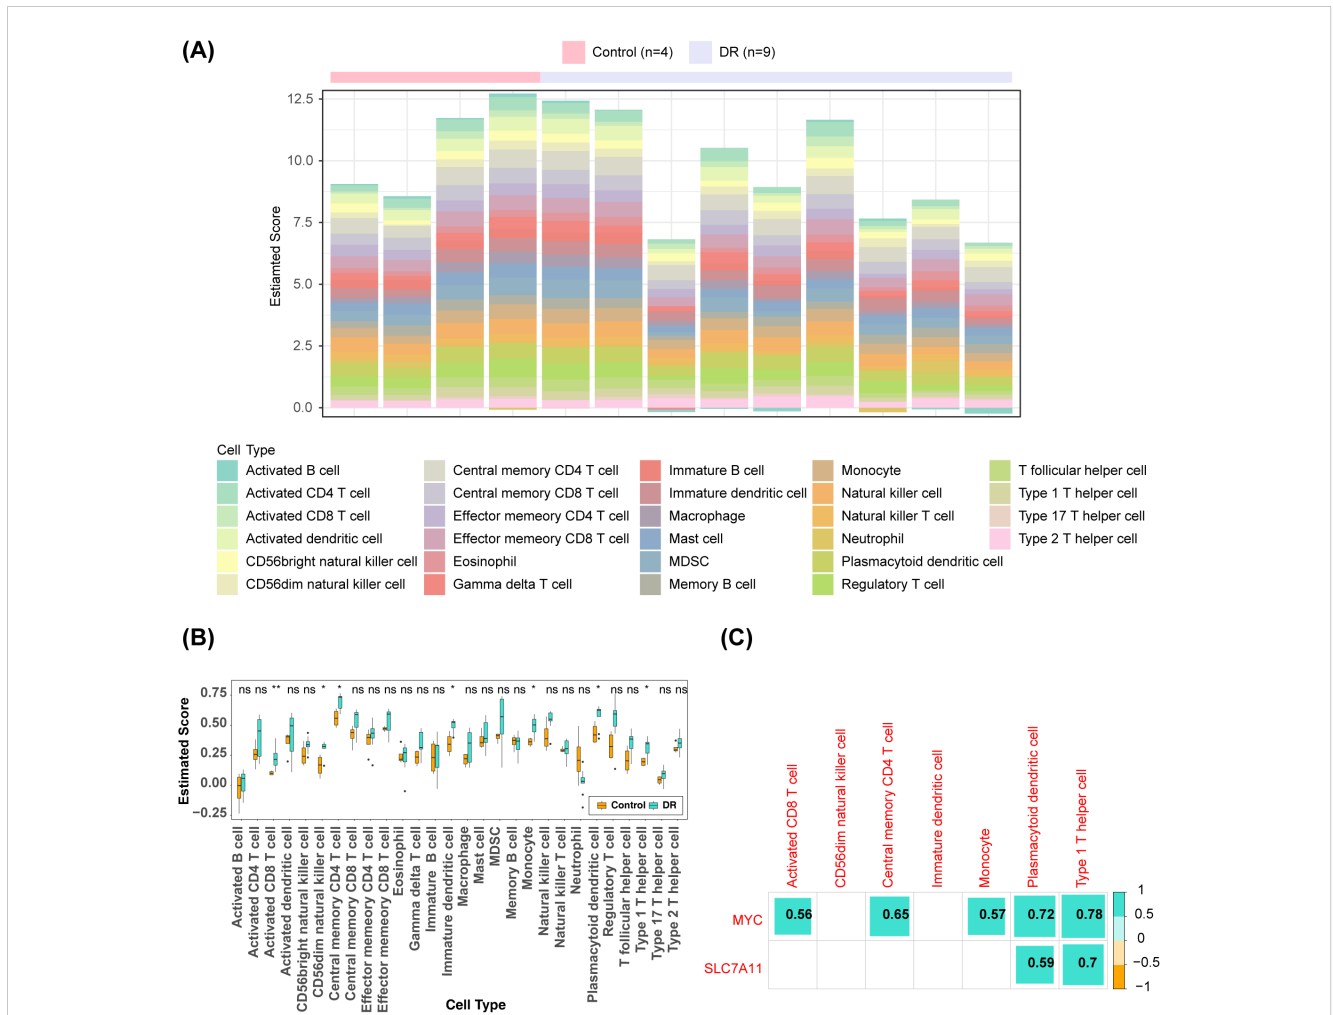 (A)
Control (n=4)
DR (n=9)
Estiamted Score
12.5
10.0
7.5
5.0
2.5
0.0
Cell Type
Activated B cell
Activated CD4 T cell
Activated CD8 T cell
Activated dendritic cell
CD56bright natural killer cell
CD56dim natural killer cell
Central memory CD4 T cell
Central memory CD8 T cell
Effector memeory CD4 T cell
Effector memeory CD8 T cell
Eosinophil
Gamma delta T cell
Immature B cell
Immature dendritic cell
Macrophage
Mast cell
MDSC
Memory B cell
Monocyte
Natural killer cell
Natural killer T cell
Neutrophil
Plasmacytoid dendritic cell
Regulatory T cell
T follicular helper cell
Type 1 T helper cell
Type 17 T helper cell
Type 2 T helper cell
(B)
Estimated Score
0.75
0.50
0.25
0.00
−0.25
ns ns ** ns ns * * ns ns ns ns ns ns * ns ns ns ns * ns ns ns * ns ns * ns ns
Control DR
Activated B cell
Activated CD4 T cell
Activated CD8 T cell
Activated dendritic cell
CD56bright natural killer cell
CD56dim natural killer cell
Central memory CD4 T cell
Central memory CD8 T cell
Effector memeory CD4 T cell
Effector memeory CD8 T cell
Eosinophil
Gamma delta T cell
Immature B cell
Immature dendritic cell
Macrophage
Mast cell
MDSC
Memory B cell
Monocyte
Natural killer cell
Natural killer T cell
Neutrophil
Plasmacytoid dendritic cell
Regulatory T cell
T follicular helper cell
Type 1 T helper cell
Type 17 T helper cell
Type 2 T helper cell
Cell Type
(C)
Activated CD8 T cell
CD56dim natural killer cell
Central memory CD4 T cell
Immature dendritic cell
Monocyte
Plasmacytoid dendritic cell
Type 1 T helper cell
MYC
0.56 0.65 0.57 0.72 0.78
SLC7A11
0.59 0.7
1
0.5
0
−0.5
−1